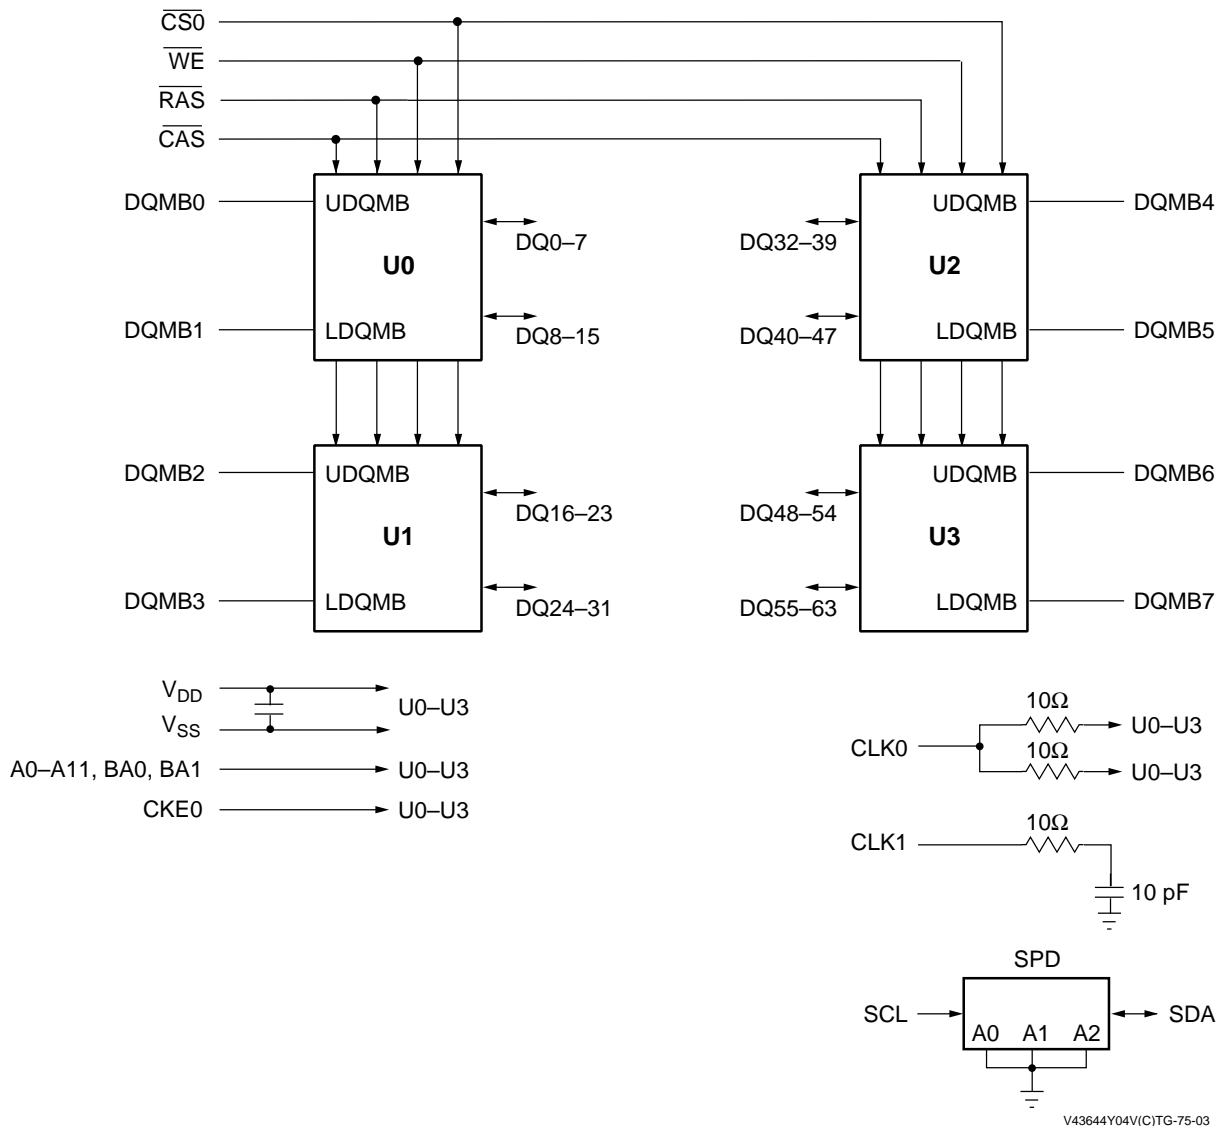 CS0
WE
RAS
CAS
DQMB0
UDQMB
DQ0–7
U0
DQMB1
LDQMB
DQ8–15
DQ32–39
UDQMB
DQMB4
U2
DQ40–47
LDQMB
DQMB5
DQMB2
UDQMB
DQ16–23
U1
DQMB3
LDQMB
DQ24–31
DQ48–54
UDQMB
DQMB6
U3
DQ55–63
LDQMB
DQMB7
VDD
VSS
U0–U3
A0–A11, BA0, BA1
U0–U3
CKE0
U0–U3
CLK0
10Ω
U0–U3
10Ω
U0–U3
CLK1
10Ω
10 pF
SPD
SCL
A0 A1 A2
SDA
V43644Y04V(C)TG-75-03